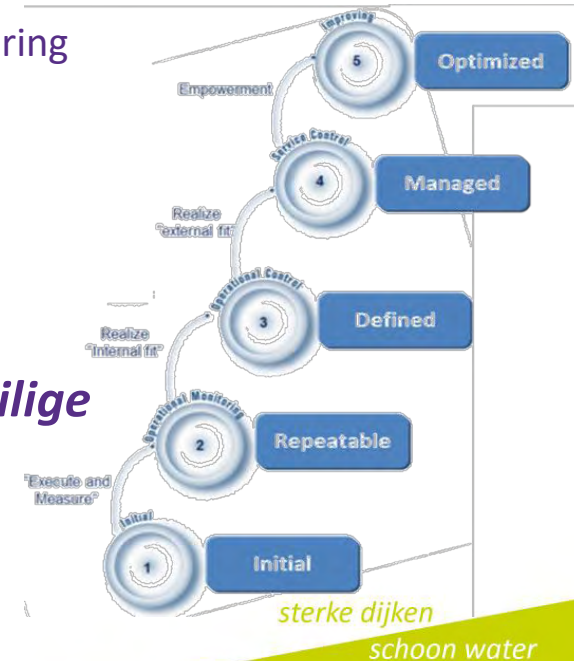 ring
Improving
5
Optimized
Empowerment
Service Control
4
Managed
Realize
"external fit"
Operational Control
3
Defined
Realize
"Internal fit"
ilige
Operational Monitoring
2
Repeatable
"Execute and
Measure"
Initial
1
Initial
sterke dijken
schoon water